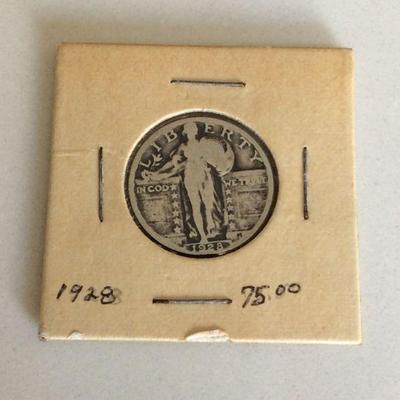 LIBERTY
IN GOD WE TRUST
1928
1928 75.00